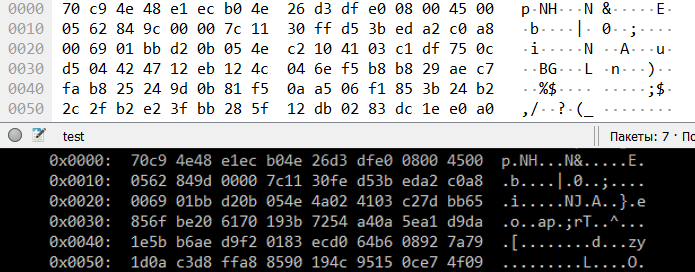 0000 70 c9 4e 48 e1 ec b0 4e 26 d3 df e0 08 00 45 00 p·NH···N &·····E·
0010 05 62 84 9c 00 00 7c 11 30 ff d5 3b ed a2 c0 a8 ·b····|· 0··;····
0020 00 69 01 bb d2 0b 05 4e c2 10 41 03 c1 df 75 0c ·i·····N ··A···u·
0030 d5 04 42 47 12 eb 12 4c 04 6e f5 b8 b8 29 ae c7 ··BG···L ·n···)··
0040 fa b8 25 24 9d 0b 81 f5 0a a5 06 f1 85 3b 24 b2 ··%$···· ·····;$·
0050 2c 2f b2 e2 3f bb 28 5f 12 db 02 83 dc 1e e0 a0 ,/··?·(_ ········
test Пакеты: 7 · По
0x0000: 70c9 4e48 e1ec b04e 26d3 dfe0 0800 4500 p.NH...N&.....E.
0x0010: 0562 849d 0000 7c11 30fe d53b eda2 c0a8 .b....|.0..;....
0x0020: 0069 01bb d20b 054e 4a02 4103 c27d bb65 .i.....NJ.A..}.e
0x0030: 856f be20 6170 193b 7254 a40a 5ea1 d9da .o..ap.;rT..^...
0x0040: 1e5b b6ae d9f2 0183 ecd0 64b6 0892 7a79 .[........d...zy
0x0050: 1d0a c3d8 ffa8 8590 194c 9515 0ce7 4f09 .........L....O.